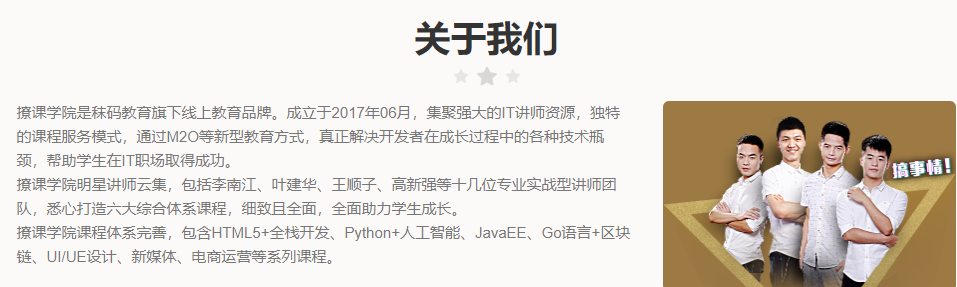 关于我们
撩课学院是秣码教育旗下线上教育品牌。成立于2017年06月，集聚强大的IT讲师资源，独特
的课程服务模式，通过M2O等新型教育方式，真正解决开发者在成长过程中的各种技术瓶
颈，帮助学生在IT职场取得成功。
撩课学院明星讲师云集，包括李南江、叶建华、王顺子、高新强等十几位专业实战型讲师团
队，悉心打造六大综合体系课程，细致且全面，全面助力学生成长。
撩课学院课程体系完善，包含HTML5+全栈开发、Python+人工智能、JavaEE、Go语言+区块
链、UI/UE设计、新媒体、电商运营等系列课程。
搞事情！